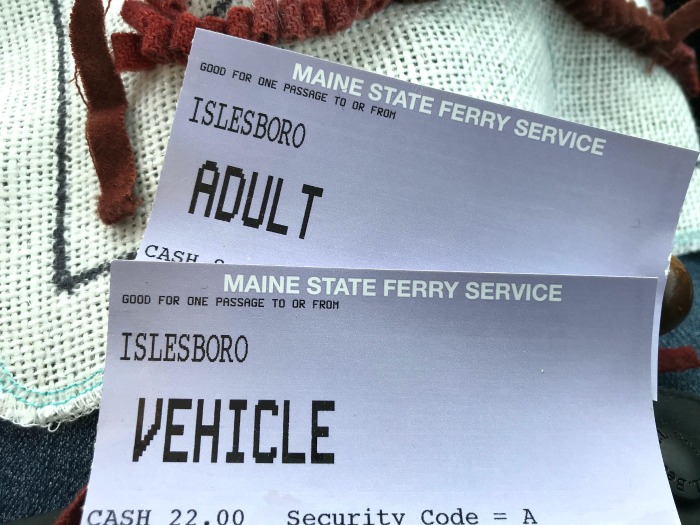 MAINE STATE FERRY SERVICE
GOOD FOR ONE PASSAGE TO OR FROM
ISLESBORO
ADULT
CASH
MAINE STATE FERRY SERVICE
GOOD FOR ONE PASSAGE TO OR FROM
ISLESBORO
VEHICLE
CASH 22.00 Security Code = A